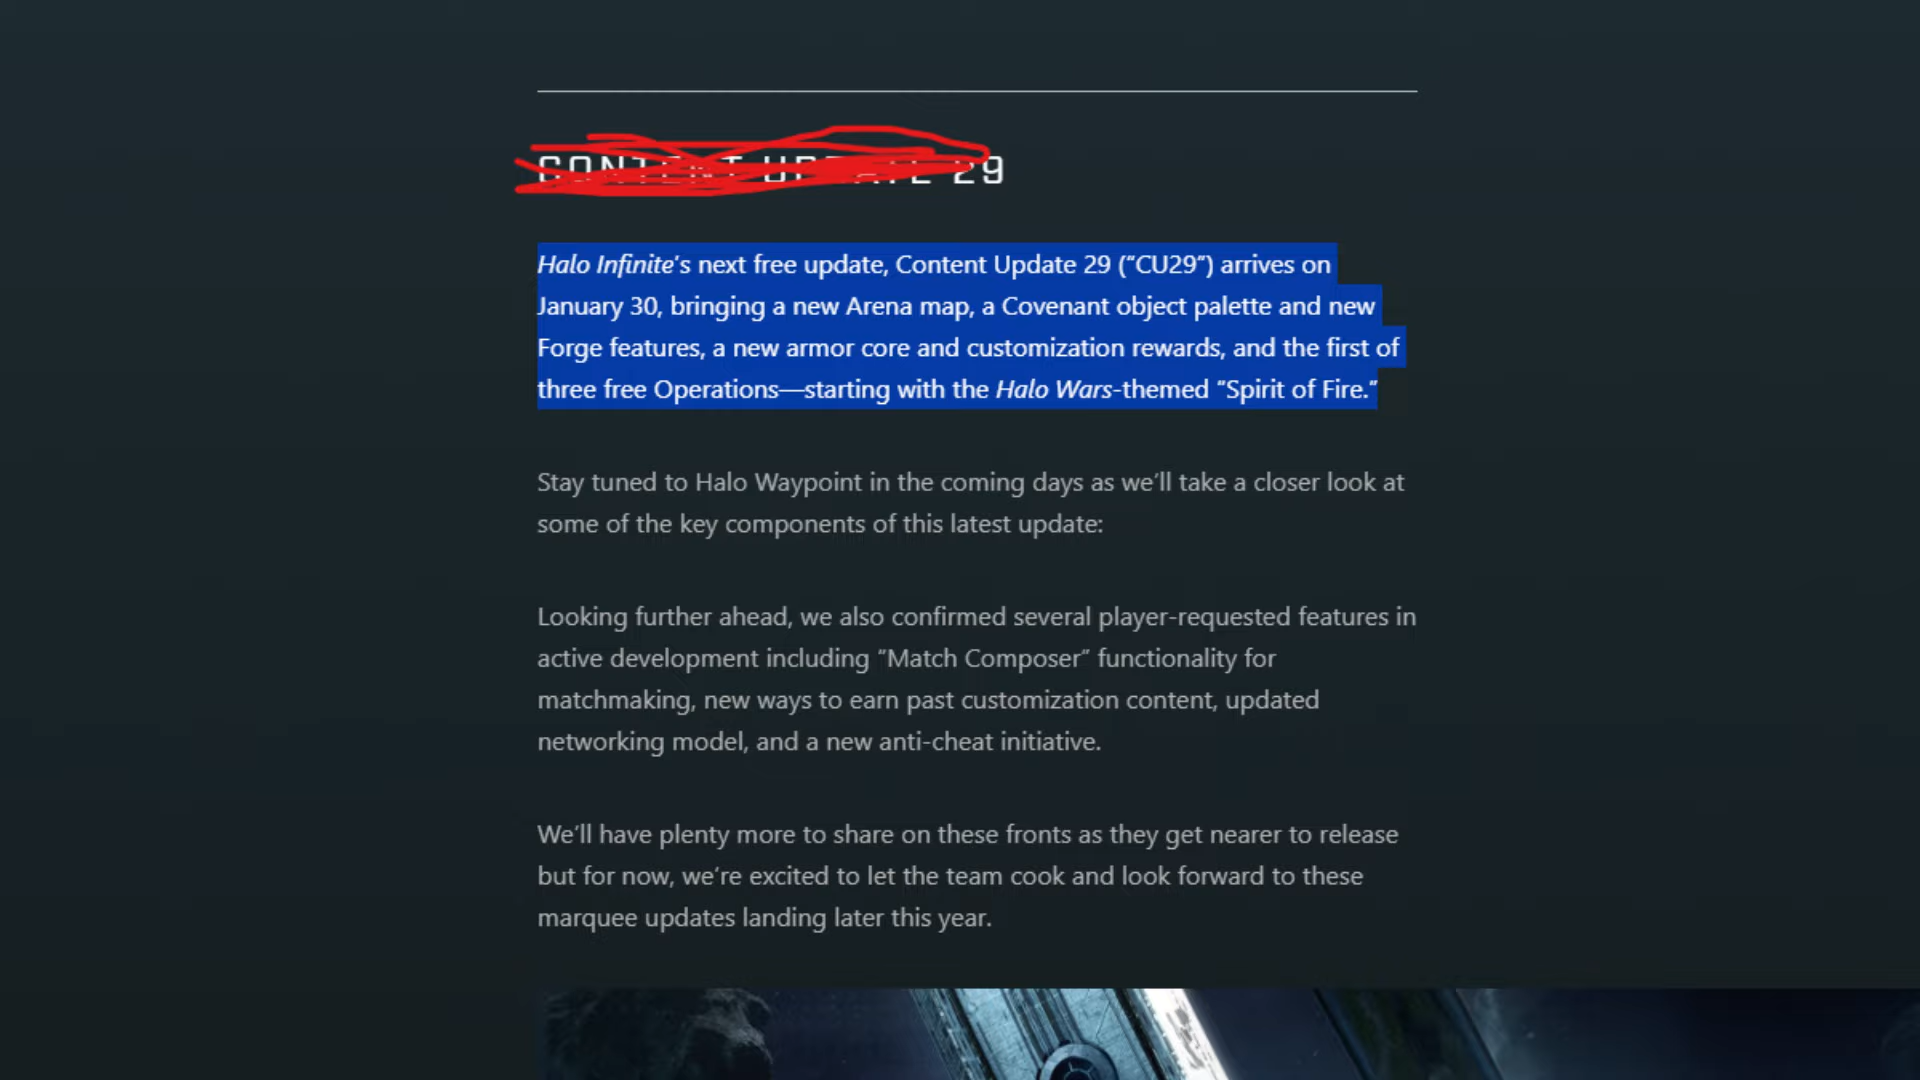 CONTENT UPDATE 29
Halo Infinite's next free update, Content Update 29 (“CU29”) arrives on
January 30, bringing a new Arena map, a Covenant object palette and new
Forge features, a new armor core and customization rewards, and the first of
three free Operations—starting with the Halo Wars-themed “Spirit of Fire.”
Stay tuned to Halo Waypoint in the coming days as we’ll take a closer look at
some of the key components of this latest update:
Looking further ahead, we also confirmed several player-requested features in
active development including “Match Composer” functionality for
matchmaking, new ways to earn past customization content, updated
networking model, and a new anti-cheat initiative.
We’ll have plenty more to share on these fronts as they get nearer to release
but for now, we’re excited to let the team cook and look forward to these
marquee updates landing later this year.